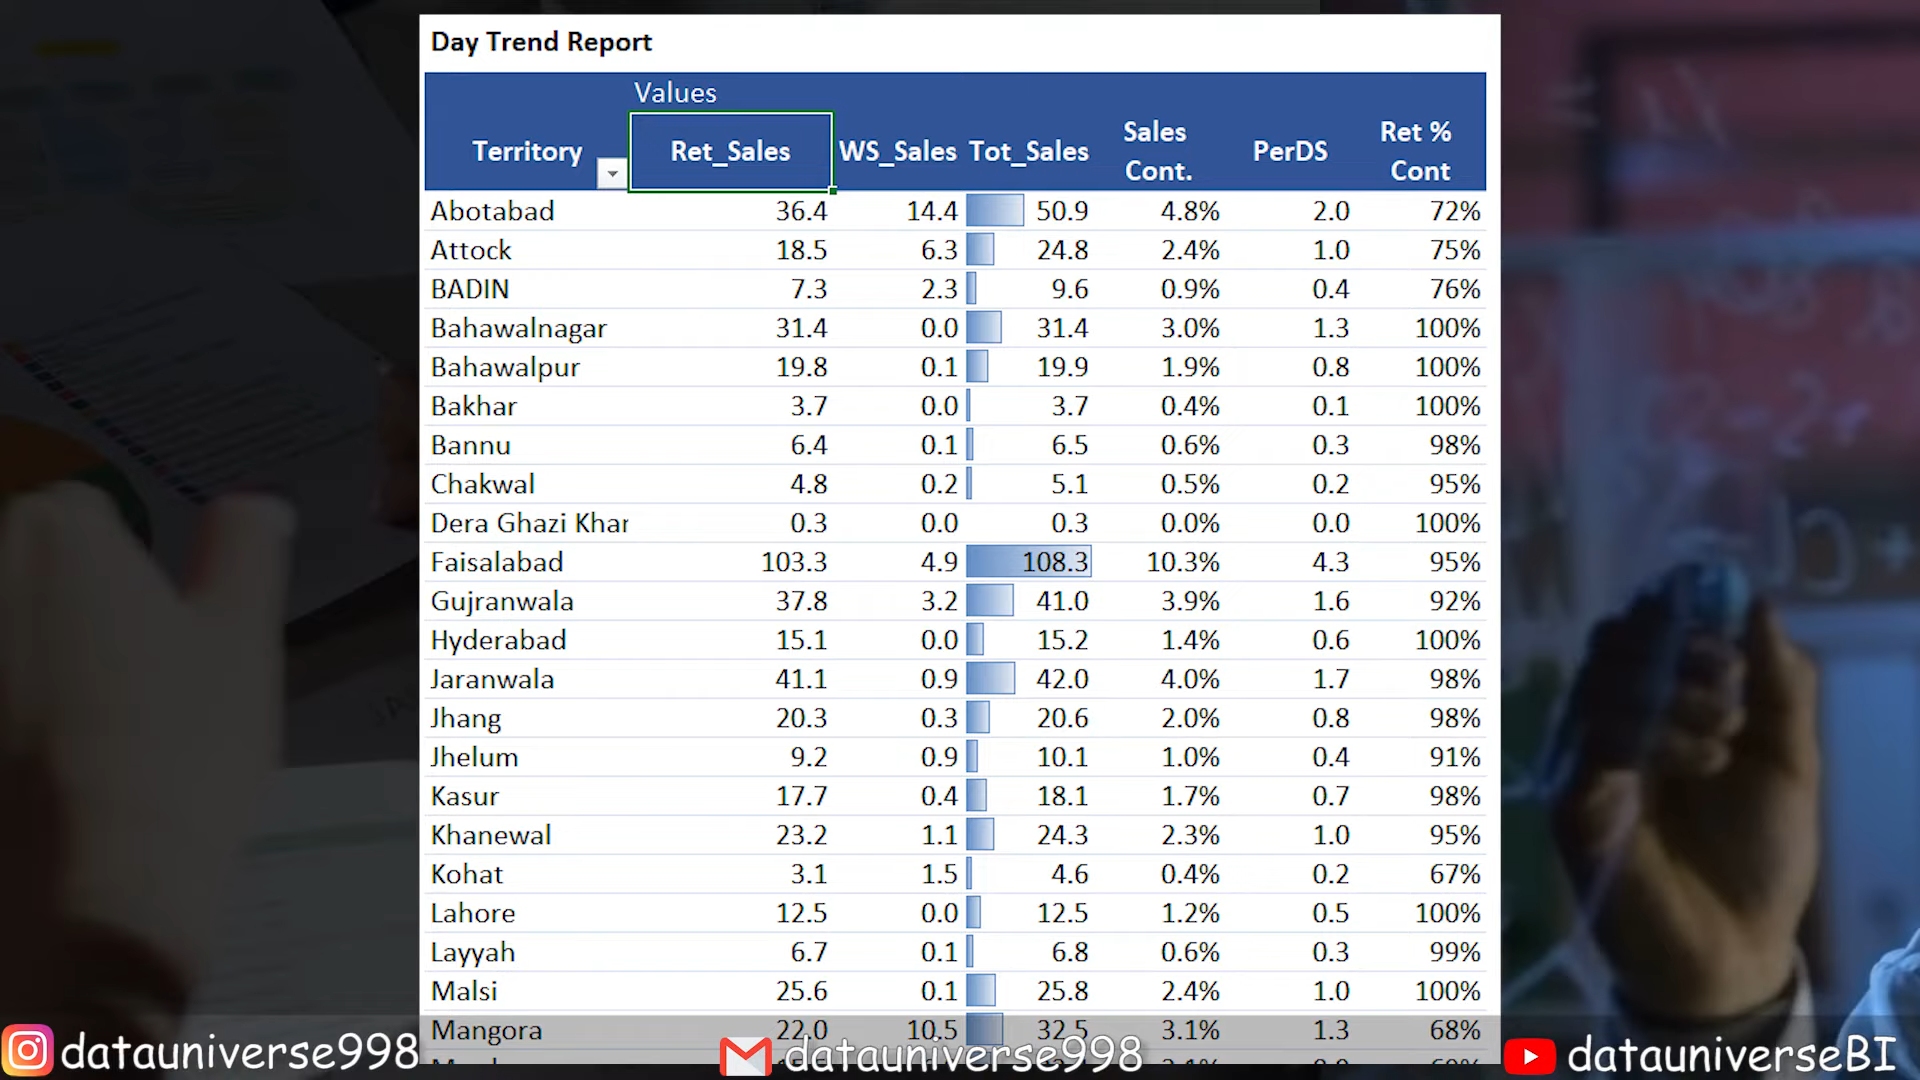 Day Trend Report
Values
Territory Ret_Sales WS_Sales Tot_Sales Sales Cont. PerDS Ret % Cont
Abotabad 36.4 14.4 50.9 4.8% 2.0 72%
Attock 18.5 6.3 24.8 2.4% 1.0 75%
BADIN 7.3 2.3 9.6 0.9% 0.4 76%
Bahawalnagar 31.4 0.0 31.4 3.0% 1.3 100%
Bahawalpur 19.8 0.1 19.9 1.9% 0.8 100%
Bakhar 3.7 0.0 3.7 0.4% 0.1 100%
Bannu 6.4 0.1 6.5 0.6% 0.3 98%
Chakwal 4.8 0.2 5.1 0.5% 0.2 95%
Dera Ghazi Khar 0.3 0.0 0.3 0.0% 0.0 100%
Faisalabad 103.3 4.9 108.3 10.3% 4.3 95%
Gujranwala 37.8 3.2 41.0 3.9% 1.6 92%
Hyderabad 15.1 0.0 15.2 1.4% 0.6 100%
Jaranwala 41.1 0.9 42.0 4.0% 1.7 98%
Jhang 20.3 0.3 20.6 2.0% 0.8 98%
Jhelum 9.2 0.9 10.1 1.0% 0.4 91%
Kasur 17.7 0.4 18.1 1.7% 0.7 98%
Khanewal 23.2 1.1 24.3 2.3% 1.0 95%
Kohat 3.1 1.5 4.6 0.4% 0.2 67%
Lahore 12.5 0.0 12.5 1.2% 0.5 100%
Layyah 6.7 0.1 6.8 0.6% 0.3 99%
Malsi 25.6 0.1 25.8 2.4% 1.0 100%
Mangora 22.0 10.5 32.5 3.1% 1.3 68%
datauniverse998 datauniverse998 datauniverseBI